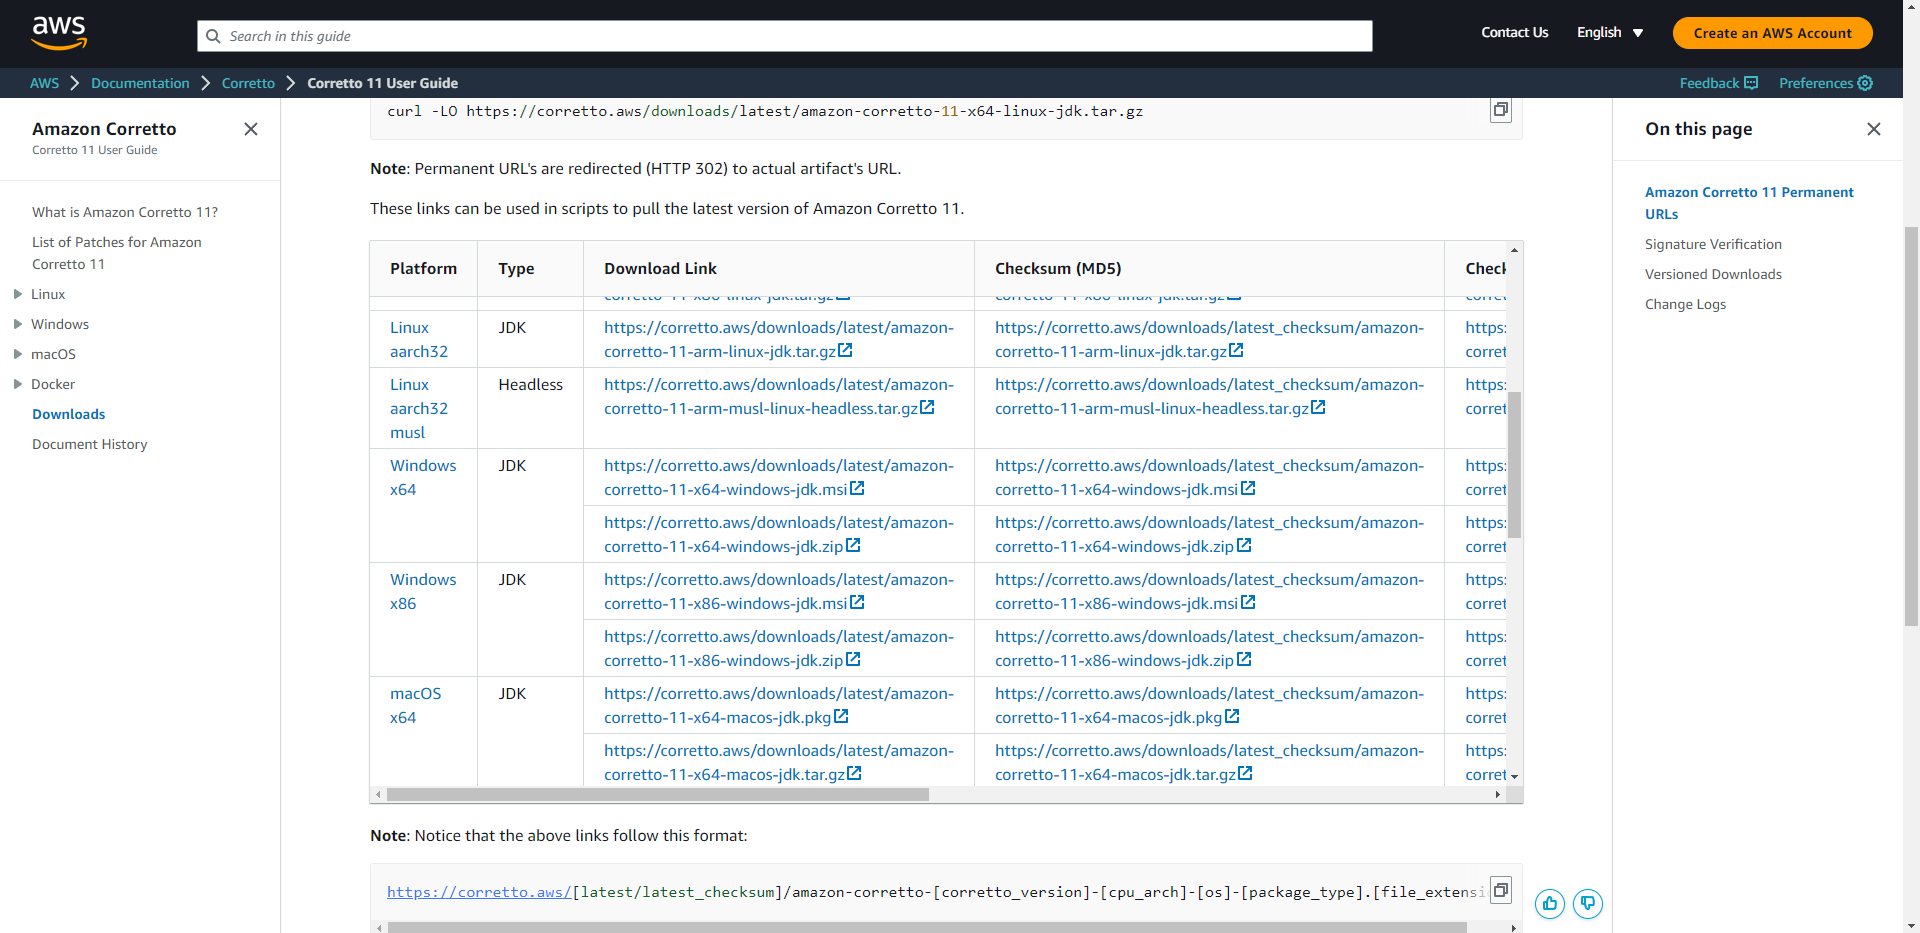 aws
Search in this guide
Contact Us
English
Create an AWS Account
AWS
Documentation
Corretto
Corretto 11 User Guide
Feedback
Preferences
Amazon Corretto
Corretto 11 User Guide
What is Amazon Corretto 11?
List of Patches for Amazon
Corretto 11
Linux
Windows
macOS
Docker
Downloads
Document History
curl -LO https://corretto.aws/downloads/latest/amazon-corretto-11-x64-linux-jdk.tar.gz
Note: Permanent URL's are redirected (HTTP 302) to actual artifact's URL.
These links can be used in scripts to pull the latest version of Amazon Corretto 11.
Platform Type Download Link Checksum (MD5) Check
corretto-11-x86-linux-jdk.tar.gz corretto-11-x86-linux-jdk.tar.gz
Linux JDK https://corretto.aws/downloads/latest/amazon- https://corretto.aws/downloads/latest_checksum/amazon- https:
aarch32 corretto-11-arm-linux-jdk.tar.gz corretto-11-arm-linux-jdk.tar.gz corret
Linux Headless https://corretto.aws/downloads/latest/amazon- https://corretto.aws/downloads/latest_checksum/amazon- https:
aarch32 corretto-11-arm-musl-linux-headless.tar.gz corretto-11-arm-musl-linux-headless.tar.gz corret
musl
Windows JDK https://corretto.aws/downloads/latest/amazon- https://corretto.aws/downloads/latest_checksum/amazon- https:
x64 corretto-11-x64-windows-jdk.msi corretto-11-x64-windows-jdk.msi corret
https://corretto.aws/downloads/latest/amazon- https://corretto.aws/downloads/latest_checksum/amazon- https:
corretto-11-x64-windows-jdk.zip corretto-11-x64-windows-jdk.zip corret
Windows JDK https://corretto.aws/downloads/latest/amazon- https://corretto.aws/downloads/latest_checksum/amazon- https:
x86 corretto-11-x86-windows-jdk.msi corretto-11-x86-windows-jdk.msi corret
https://corretto.aws/downloads/latest/amazon- https://corretto.aws/downloads/latest_checksum/amazon- https:
corretto-11-x86-windows-jdk.zip corretto-11-x86-windows-jdk.zip corret
macOS JDK https://corretto.aws/downloads/latest/amazon- https://corretto.aws/downloads/latest_checksum/amazon- https:
x64 corretto-11-x64-macos-jdk.pkg corretto-11-x64-macos-jdk.pkg corret
https://corretto.aws/downloads/latest/amazon- https://corretto.aws/downloads/latest_checksum/amazon- https:
corretto-11-x64-macos-jdk.tar.gz corretto-11-x64-macos-jdk.tar.gz corret
Note: Notice that the above links follow this format:
https://corretto.aws/[latest/latest_checksum]/amazon-corretto-[corretto_version]-[cpu_arch]-[os]-[package_type].[file_extensi
On this page
Amazon Corretto 11 Permanent
URLs
Signature Verification
Versioned Downloads
Change Logs